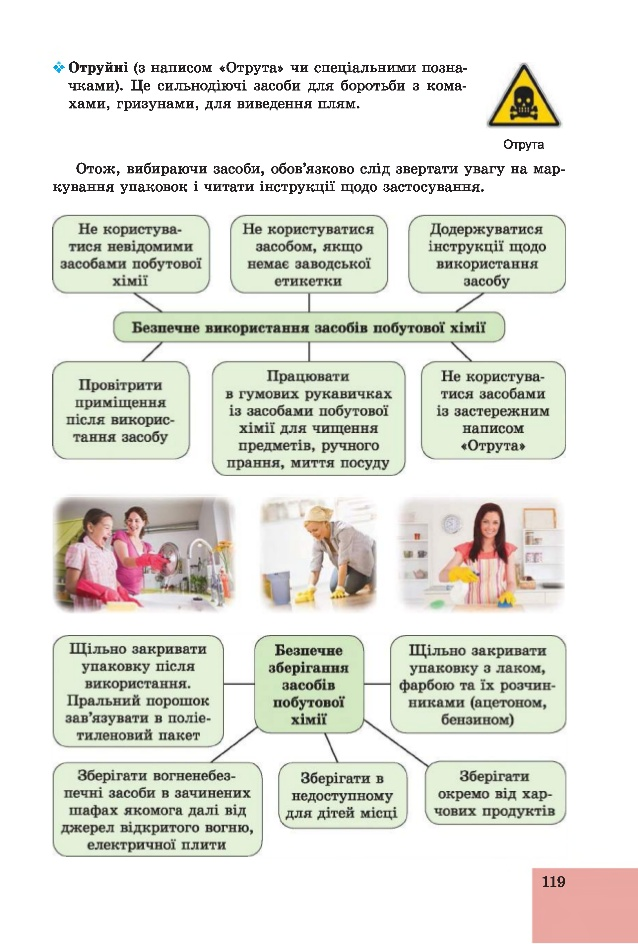 ❖ Отруйні (з написом «Отрута» чи спеціальними позна-
чками). Це сильнодіючі засоби для боротьби з кома-
хами, гризунами, для виведення плям.
Отрута
Отож, вибираючи засоби, обов’язково слід звертати увагу на мар-
кування упаковок і читати інструкції щодо застосування.
Не користува-
тися невідомими
засобами побутової
хімії
Не користуватися
засобом, якщо
немає заводської
етикетки
Додержуватися
інструкції щодо
використання
засобу
Безпечне використання засобів побутової хімії
Провітрити
приміщення
після викорис-
тання засобу
Працювати
в гумових рукавичках
із засобами побутової
хімії для чищення
предметів, ручного
прання, миття посуду
Не користува-
тися засобами
із застережним
написом
«Отрута»
Щільно закривати
упаковку після
використання.
Пральний порошок
зав’язувати в поліе-
тиленовий пакет
Безпечне
зберігання
засобів
побутової
хімії
Щільно закривати
упаковку з лаком,
фарбою та їх розчин-
никами (ацетоном,
бензином)
Зберігати вогненебез-
печні засоби в зачинених
шафах якомога далі від
джерел відкритого вогню,
електричної плити
Зберігати в
недоступному
для дітей місці
Зберігати
окремо від хар-
чових продуктів
119